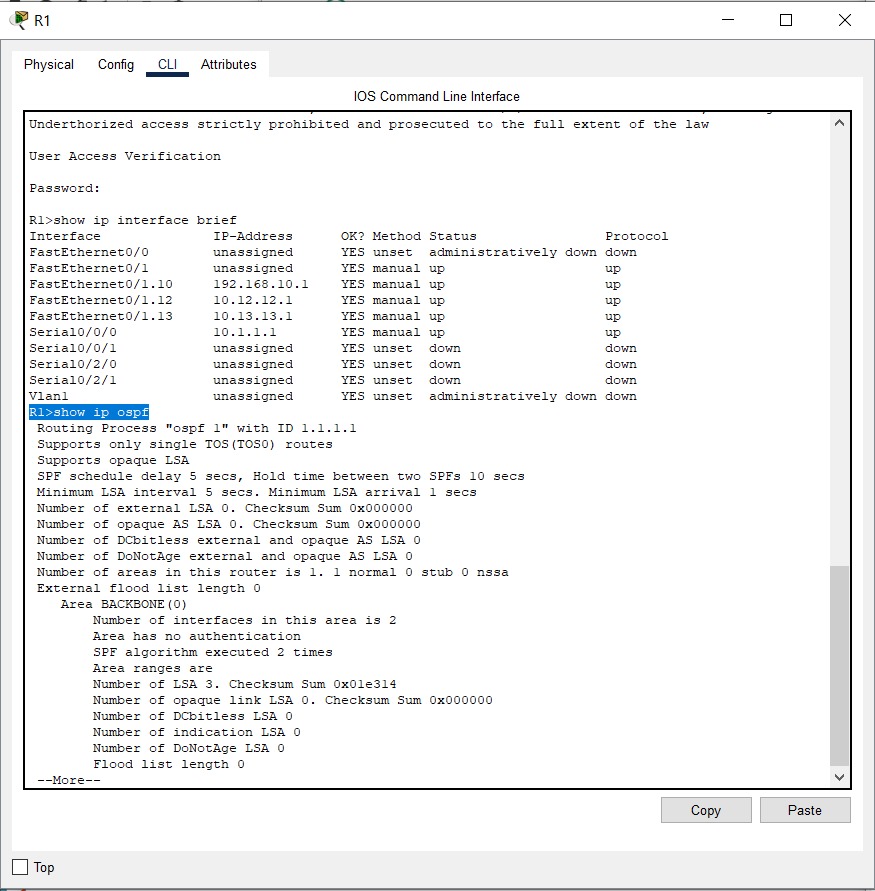 R1
Physical Config CLI Attributes
IOS Command Line Interface
Underthorized access strictly prohibited and prosecuted to the full extent of the law
User Access Verification
Password:
R1>show ip interface brief
Interface IP-Address OK? Method Status Protocol
FastEthernet0/0 unassigned YES unset administratively down down
FastEthernet0/1 unassigned YES manual up up
FastEthernet0/1.10 192.168.10.1 YES manual up up
FastEthernet0/1.12 10.12.12.1 YES manual up up
FastEthernet0/1.13 10.13.13.1 YES manual up up
Serial0/0/0 10.1.1.1 YES manual up up
Serial0/0/1 unassigned YES unset down down
Serial0/2/0 unassigned YES unset down down
Serial0/2/1 unassigned YES unset down down
Vlan1 unassigned YES unset administratively down down
R1>show ip ospf
Routing Process "ospf 1" with ID 1.1.1.1
Supports only single TOS(TOS0) routes
Supports opaque LSA
SPF schedule delay 5 secs, Hold time between two SPFs 10 secs
Minimum LSA interval 5 secs. Minimum LSA arrival 1 secs
Number of external LSA 0. Checksum Sum 0x000000
Number of opaque AS LSA 0. Checksum Sum 0x000000
Number of DCbitless external and opaque AS LSA 0
Number of DoNotAge external and opaque AS LSA 0
Number of areas in this router is 1. 1 normal 0 stub 0 nssa
External flood list length 0
Area BACKBONE(0)
Number of interfaces in this area is 2
Area has no authentication
SPF algorithm executed 2 times
Area ranges are
Number of LSA 3. Checksum Sum 0x01e314
Number of opaque link LSA 0. Checksum Sum 0x000000
Number of DCbitless LSA 0
Number of indication LSA 0
Number of DoNotAge LSA 0
Flood list length 0
--More--
Copy Paste
Top